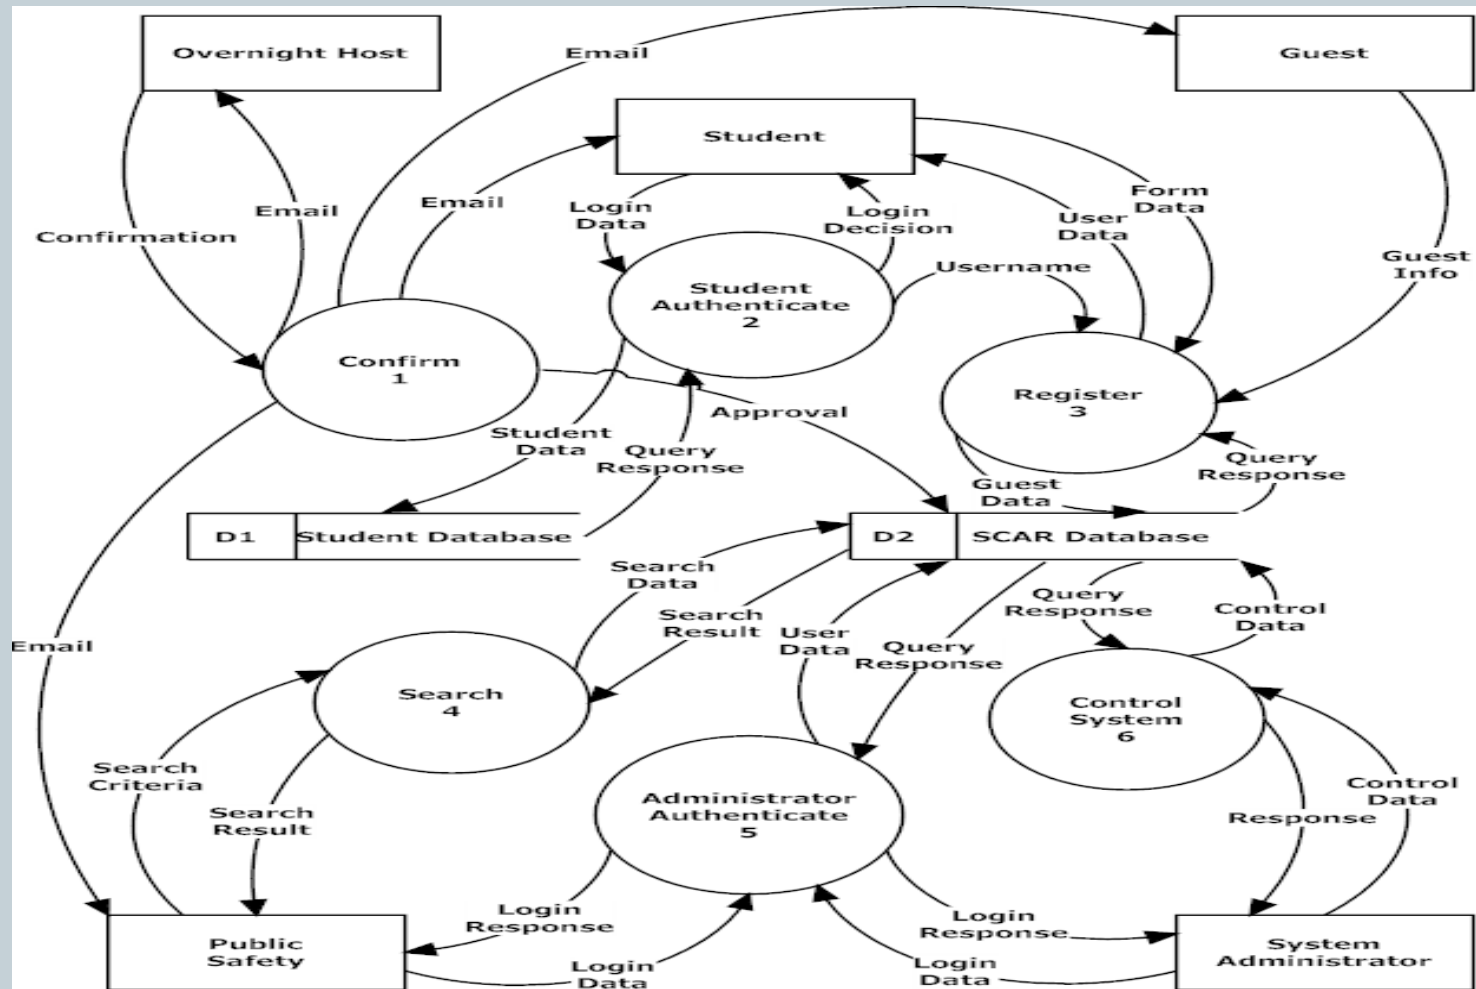 Overnight Host
Email
Guest
Student
Email
Email
Confirmation
Login
Data
Login
Decision
User
Data
Form
Data
Guest
Info
Username
Student
Authenticate
2
Confirm
1
Register
3
Approval
Student
Data
Query
Response
Guest
Data
Query
Response
D1
Student Database
D2
SCAR Database
Search
Data
Search
Result
User
Data
Query
Response
Query
Response
Control
Data
Email
Search
4
Control
System
6
Search
Criteria
Search
Result
Administrator
Authenticate
5
Response
Control
Data
Login
Response
Login
Data
Login
Response
Login
Data
Public
Safety
System
Administrator